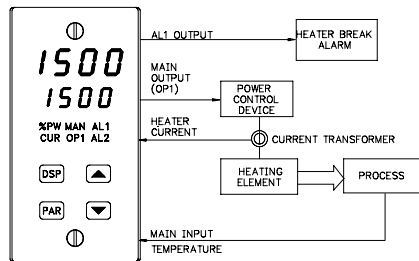 1500
1500
%PW MAN AL1
CUR OP1 AL2
DSP
PAR
AL1 OUTPUT
HEATER BREAK
ALARM
MAIN
OUTPUT
(OP1)
POWER
CONTROL
DEVICE
HEATER
CURRENT
CURRENT TRANSFORMER
HEATING
ELEMENT
PROCESS
MAIN INPUT
TEMPERATURE